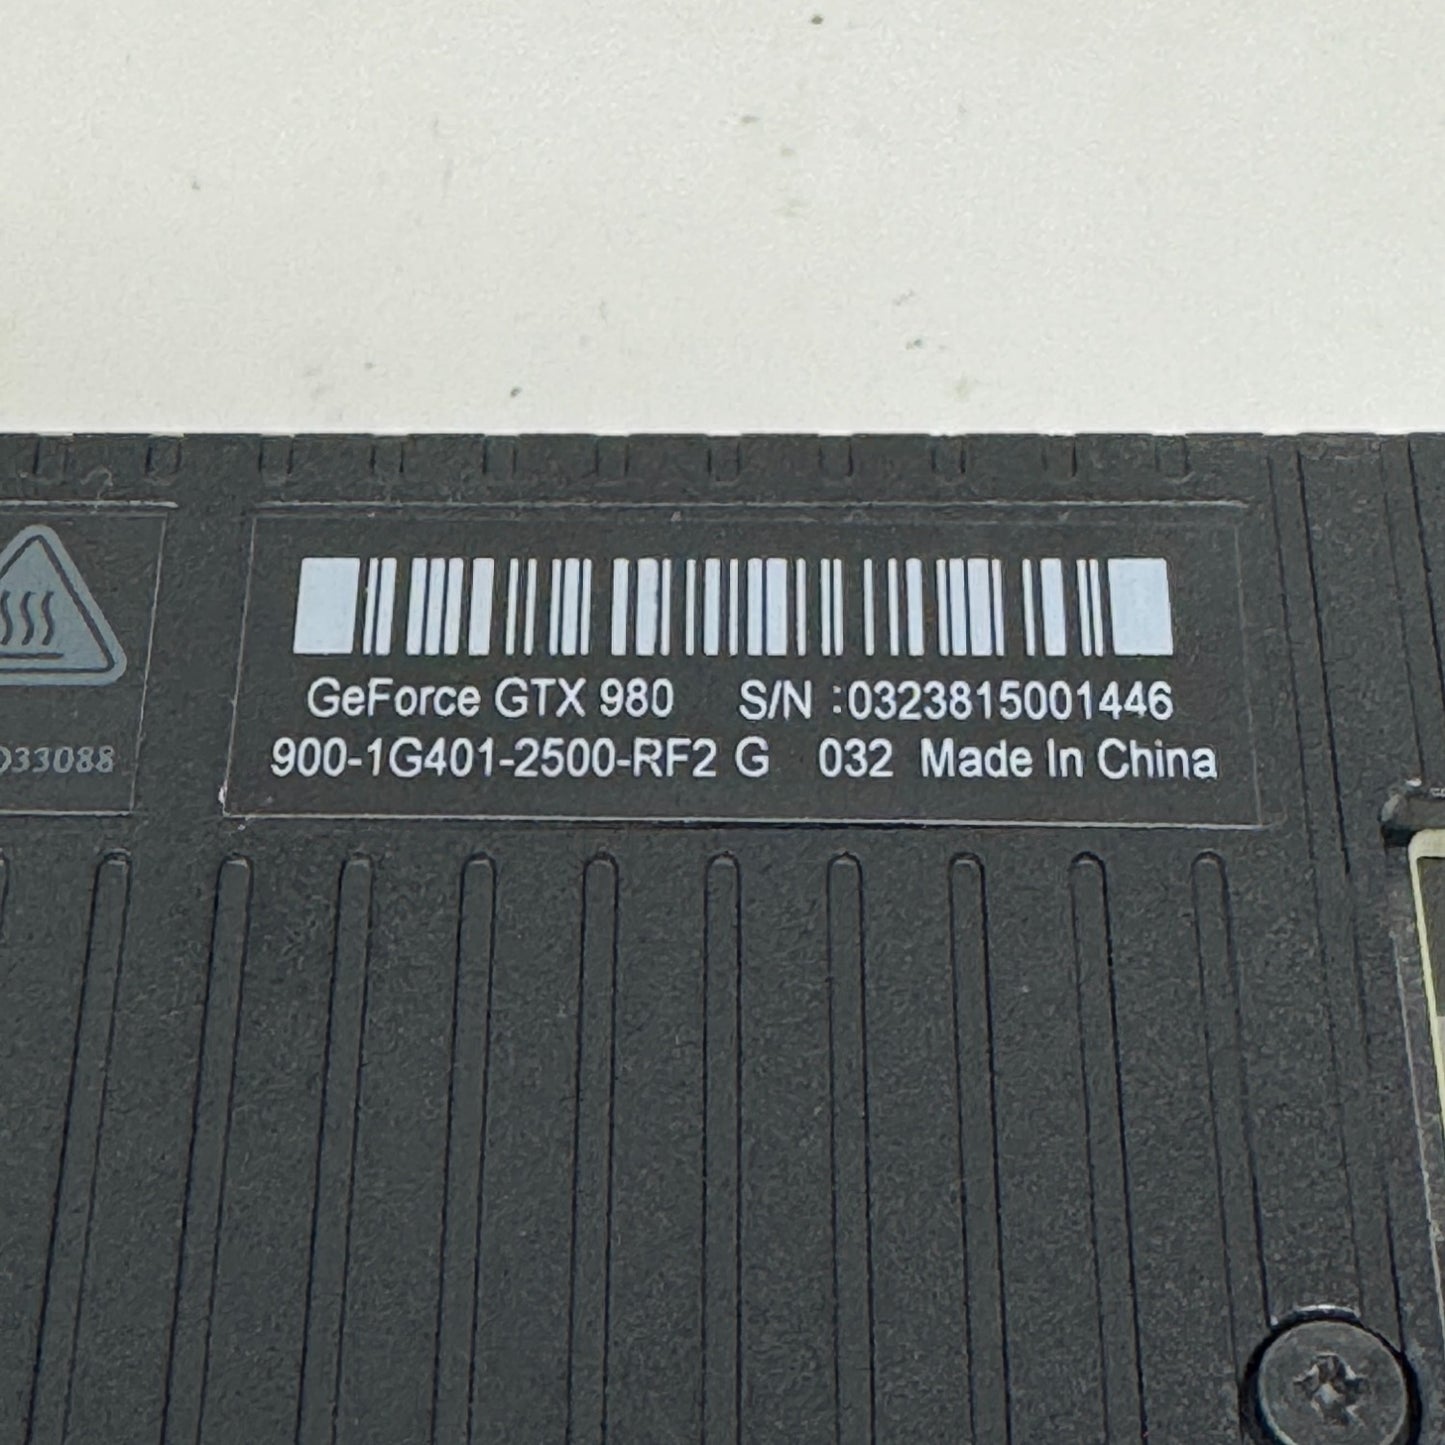 GeForce GTX 980 S/N :0323815001446
900-1G401-2500-RF2 G 032 Made In China